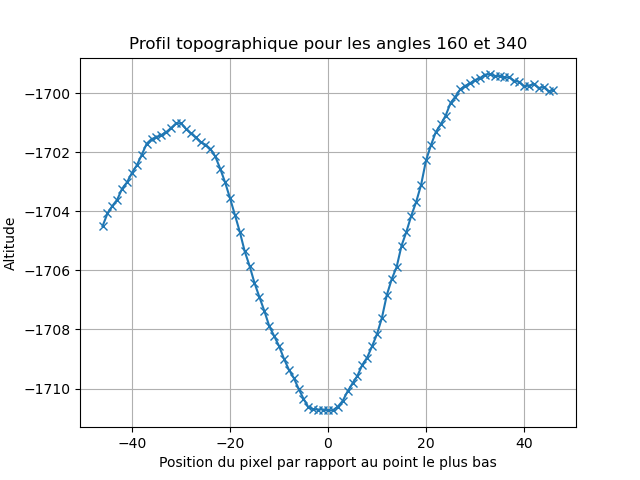 Profil topographique pour les angles 160 et 340
Altitude
−1700
−1702
−1704
−1706
−1708
−1710
−40 −20 0 20 40
Position du pixel par rapport au point le plus bas